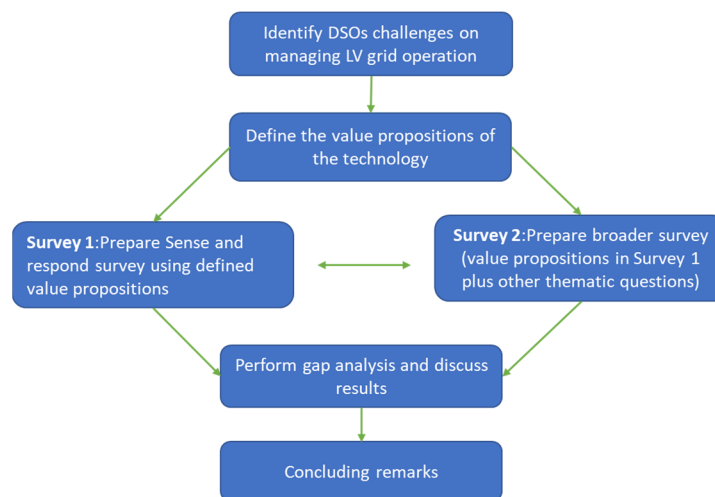 Identify DSOs challenges on
managing LV grid operation
Define the value propositions of
the technology
Survey 1:Prepare Sense and
respond survey using defined
value propositions
Survey 2:Prepare broader survey
(value propositions in Survey 1
plus other thematic questions)
Perform gap analysis and discuss
results
Concluding remarks